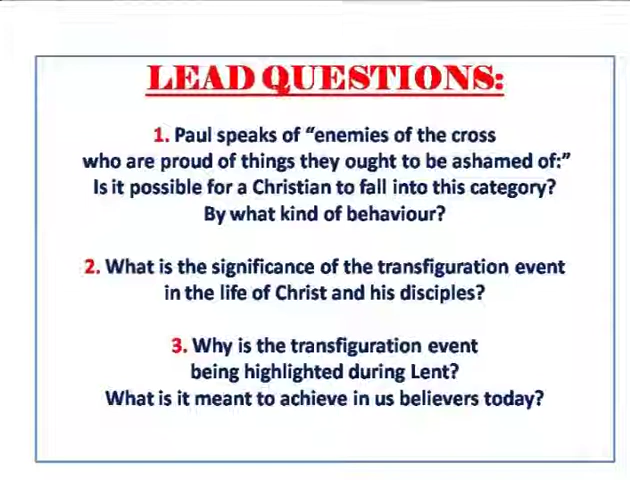 LEAD QUESTIONS:
1. Paul speaks of “enemies of the cross
who are proud of things they ought to be ashamed of:”
Is it possible for a Christian to fall into this category?
By what kind of behaviour?
2. What is the significance of the transfiguration event
in the life of Christ and his disciples?
3. Why is the transfiguration event
being highlighted during Lent?
What is it meant to achieve in us believers today?